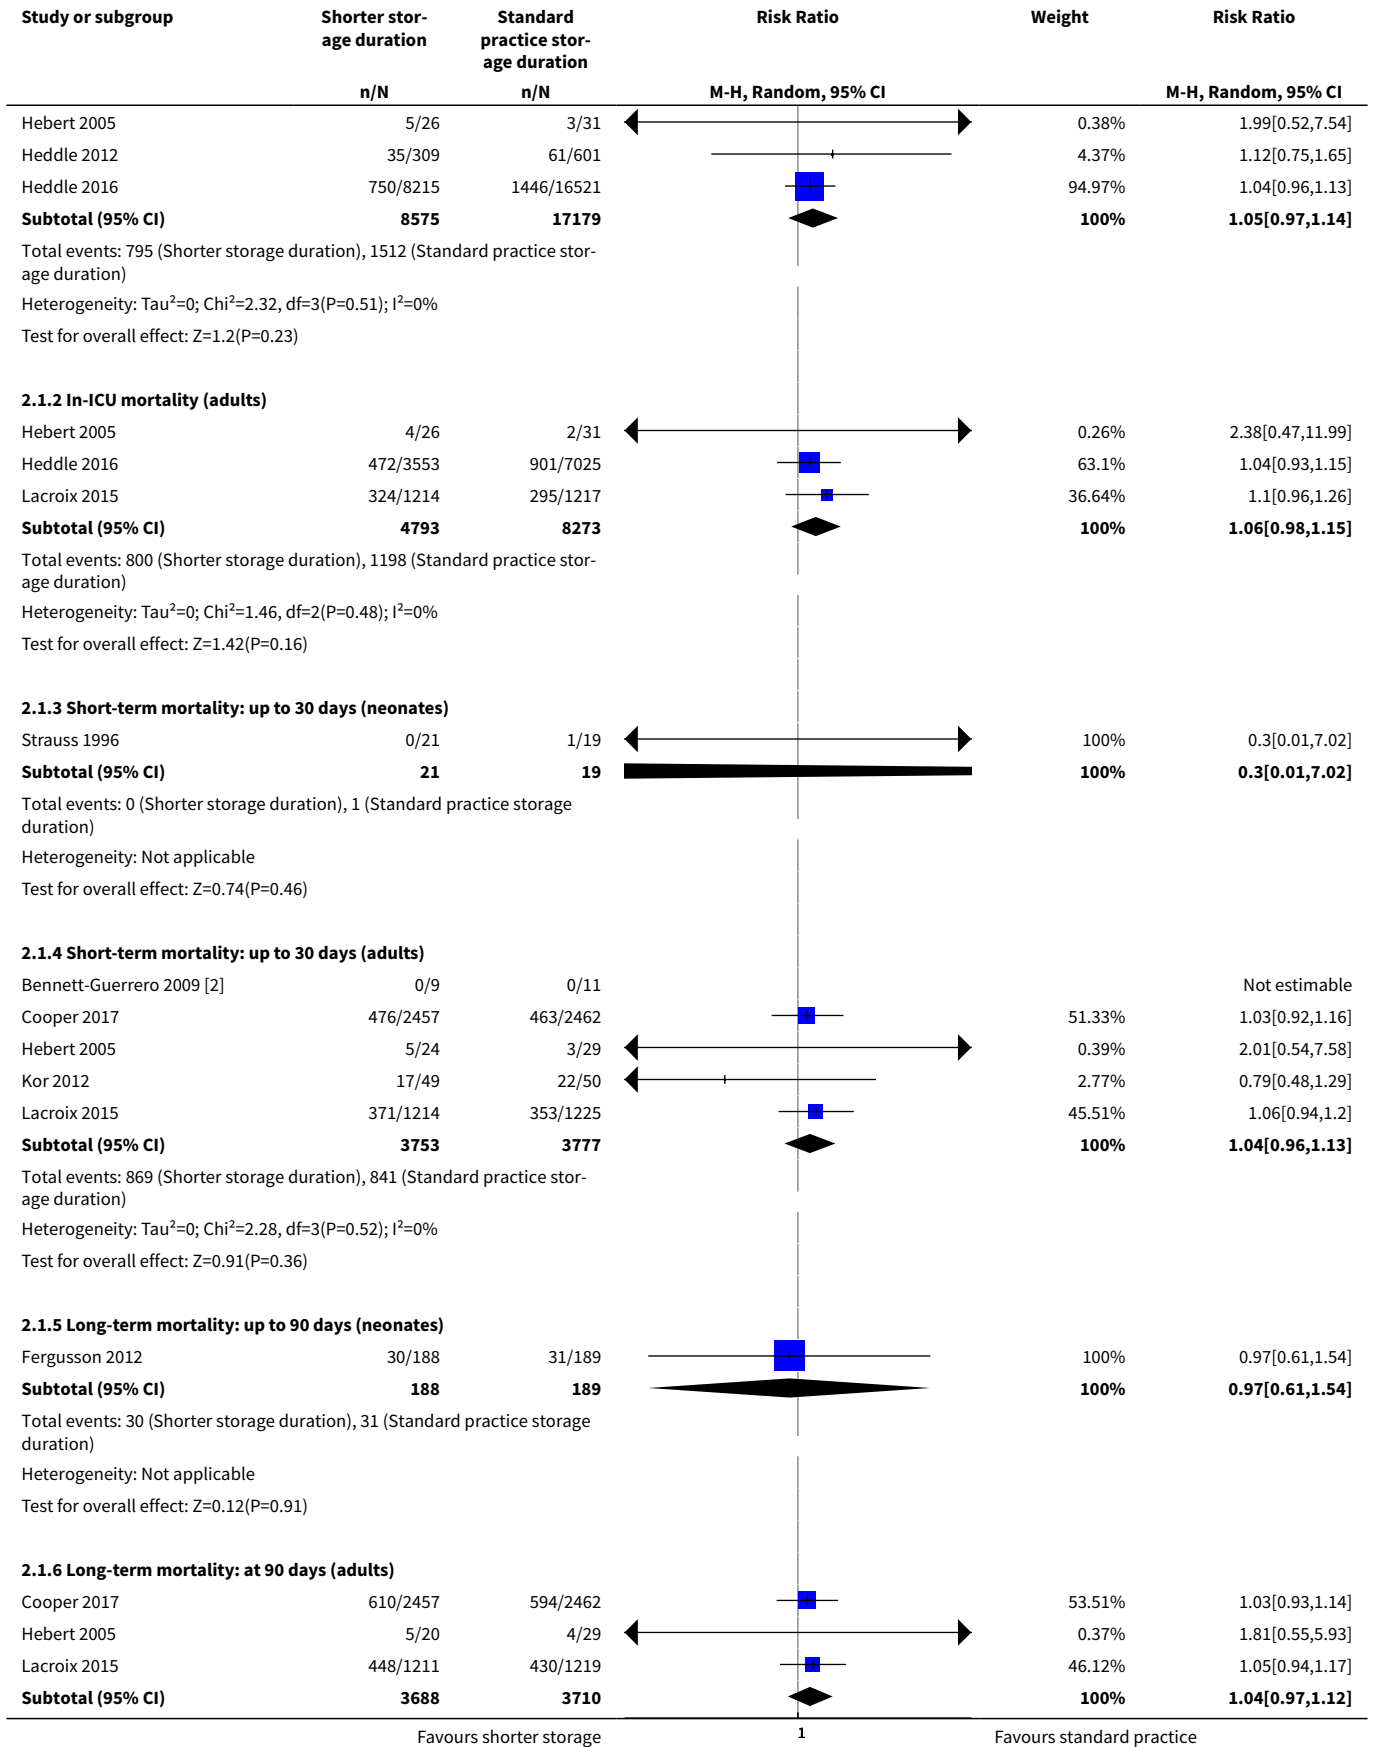 Study or subgroup Shorter stor- Standard Risk Ratio Weight Risk Ratio
age duration practice stor-
age duration
n/N n/N M-H, Random, 95% CI M-H, Random, 95% CI
Hebert 2005 5/26 3/31 0.38% 1.99[0.52,7.54]
Heddle 2012 35/309 61/601 4.37% 1.12[0.75,1.65]
Heddle 2016 750/8215 1446/16521 94.97% 1.04[0.96,1.13]
Subtotal (95% CI) 8575 17179 100% 1.05[0.97,1.14]
Total events: 795 (Shorter storage duration), 1512 (Standard practice stor-
age duration)
Heterogeneity: Tau²=0; Chi²=2.32, df=3(P=0.51); I²=0%
Test for overall effect: Z=1.2(P=0.23)
2.1.2 In-ICU mortality (adults)
Hebert 2005 4/26 2/31 0.26% 2.38[0.47,11.99]
Heddle 2016 472/3553 901/7025 63.1% 1.04[0.93,1.15]
Lacroix 2015 324/1214 295/1217 36.64% 1.1[0.96,1.26]
Subtotal (95% CI) 4793 8273 100% 1.06[0.98,1.15]
Total events: 800 (Shorter storage duration), 1198 (Standard practice stor-
age duration)
Heterogeneity: Tau²=0; Chi²=1.46, df=2(P=0.48); I²=0%
Test for overall effect: Z=1.42(P=0.16)
2.1.3 Short-term mortality: up to 30 days (neonates)
Strauss 1996 0/21 1/19 100% 0.3[0.01,7.02]
Subtotal (95% CI) 21 19 100% 0.3[0.01,7.02]
Total events: 0 (Shorter storage duration), 1 (Standard practice storage
duration)
Heterogeneity: Not applicable
Test for overall effect: Z=0.74(P=0.46)
2.1.4 Short-term mortality: up to 30 days (adults)
Bennett-Guerrero 2009 [2] 0/9 0/11 Not estimable
Cooper 2017 476/2457 463/2462 51.33% 1.03[0.92,1.16]
Hebert 2005 5/24 3/29 0.39% 2.01[0.54,7.58]
Kor 2012 17/49 22/50 2.77% 0.79[0.48,1.29]
Lacroix 2015 371/1214 353/1225 45.51% 1.06[0.94,1.2]
Subtotal (95% CI) 3753 3777 100% 1.04[0.96,1.13]
Total events: 869 (Shorter storage duration), 841 (Standard practice stor-
age duration)
Heterogeneity: Tau²=0; Chi²=2.28, df=3(P=0.52); I²=0%
Test for overall effect: Z=0.91(P=0.36)
2.1.5 Long-term mortality: up to 90 days (neonates)
Fergusson 2012 30/188 31/189 100% 0.97[0.61,1.54]
Subtotal (95% CI) 188 189 100% 0.97[0.61,1.54]
Total events: 30 (Shorter storage duration), 31 (Standard practice storage
duration)
Heterogeneity: Not applicable
Test for overall effect: Z=0.12(P=0.91)
2.1.6 Long-term mortality: at 90 days (adults)
Cooper 2017 610/2457 594/2462 53.51% 1.03[0.93,1.14]
Hebert 2005 5/20 4/29 0.37% 1.81[0.55,5.93]
Lacroix 2015 448/1211 430/1219 46.12% 1.05[0.94,1.17]
Subtotal (95% CI) 3688 3710 100% 1.04[0.97,1.12]
Favours shorter storage 1 Favours standard practice